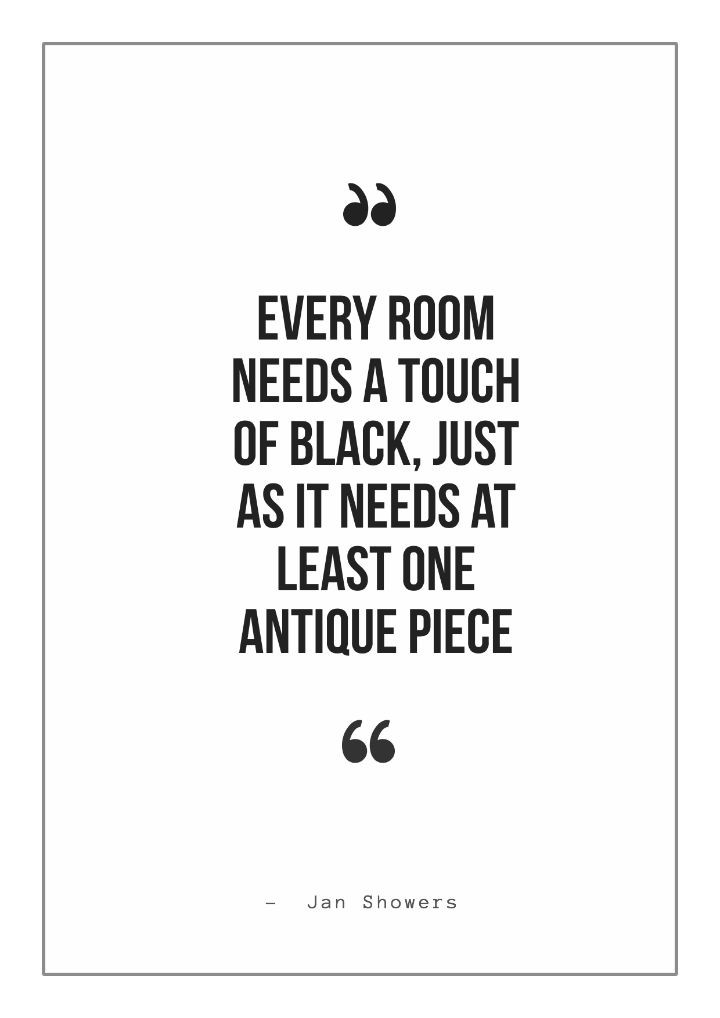 ”
EVERY ROOM
NEEDS A TOUCH
OF BLACK, JUST
AS IT NEEDS AT
LEAST ONE
ANTIQUE PIECE
“
– Jan Showers